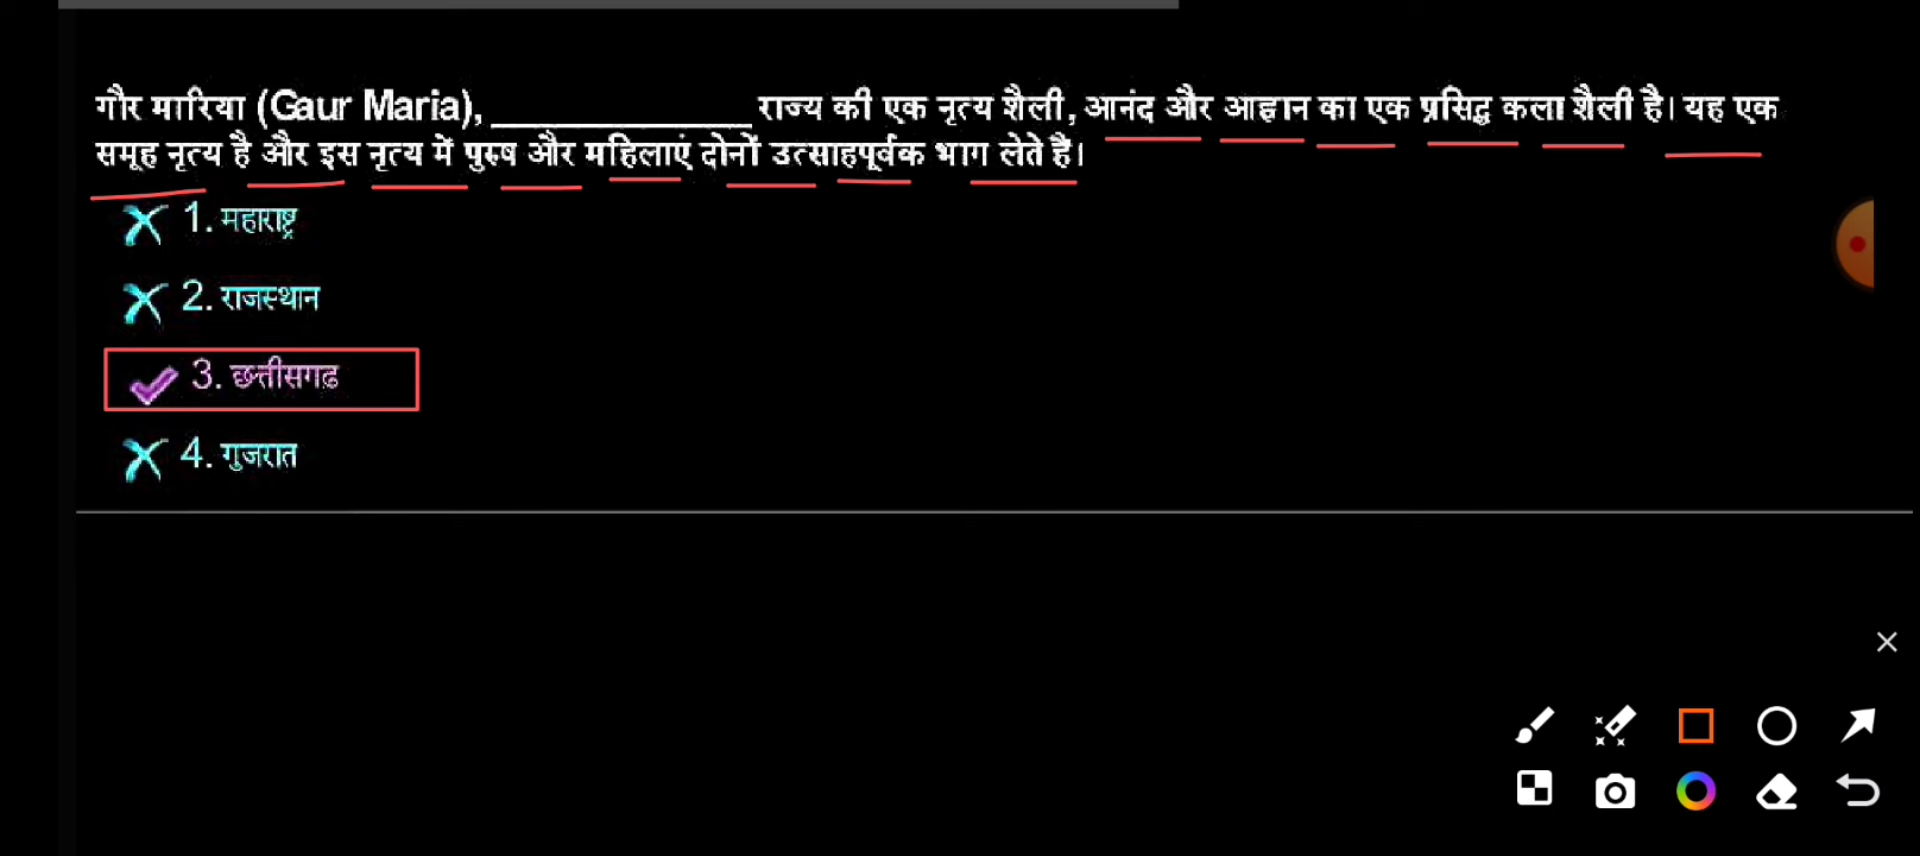 गौर मारिया (Gaur Maria), ____________ राज्य की एक नृत्य शैली, आनंद और आह्वान का एक प्रसिद्ध कला शैली है। यह एक
समूह नृत्य है और इस नृत्य में पुरुष और महिलाएं दोनों उत्साहपूर्वक भाग लेते हैं।
1. महाराष्ट्र
2. राजस्थान
3. छत्तीसगढ
4. गुजरात